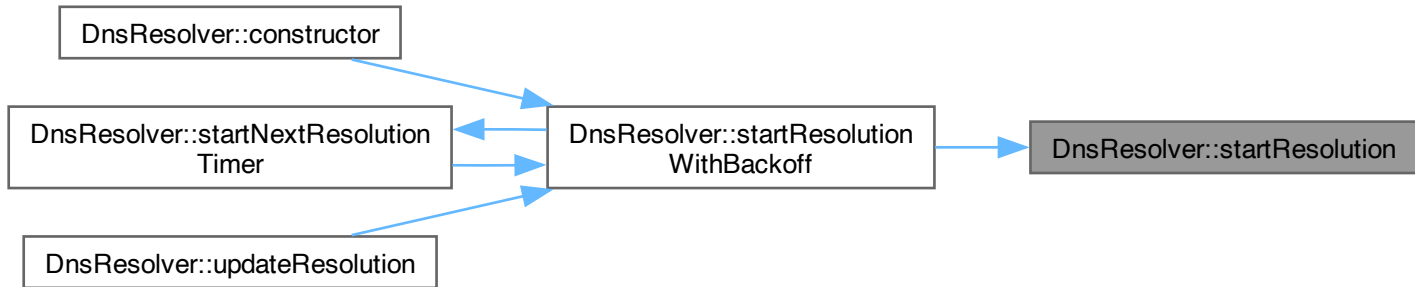 DnsResolver::constructor
DnsResolver::startNextResolution
Timer
DnsResolver::updateResolution
DnsResolver::startResolution
WithBackoff
DnsResolver::startResolution